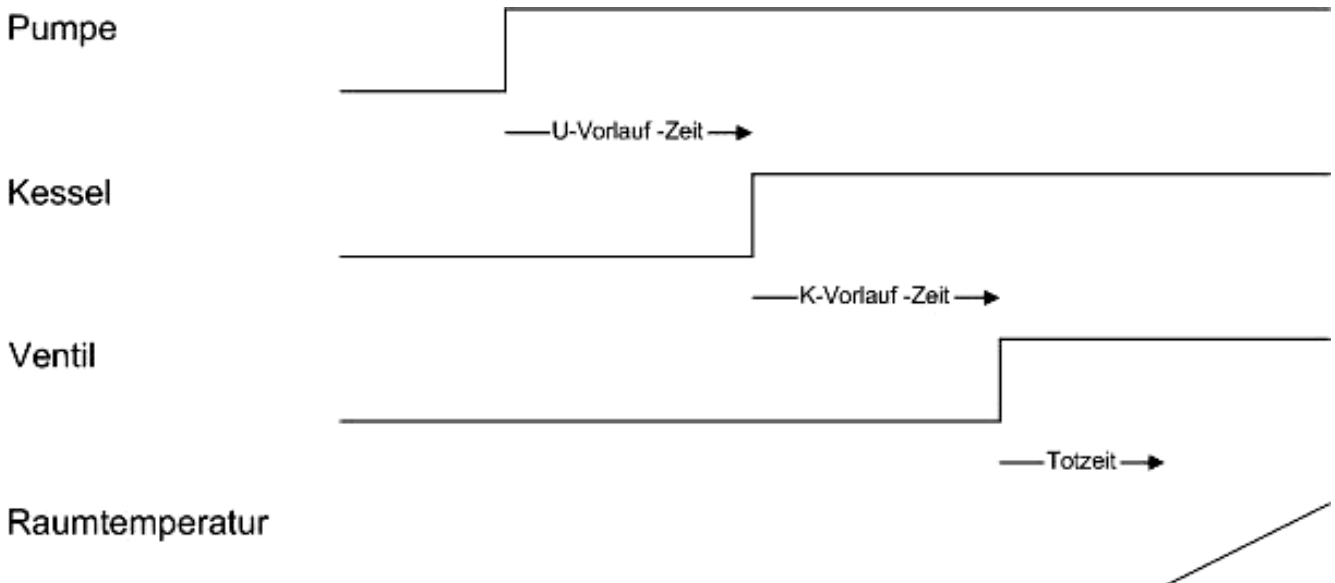 Pumpe
U-Vorlauf -Zeit
Kessel
K-Vorlauf -Zeit
Ventil
Totzeit
Raumtemperatur